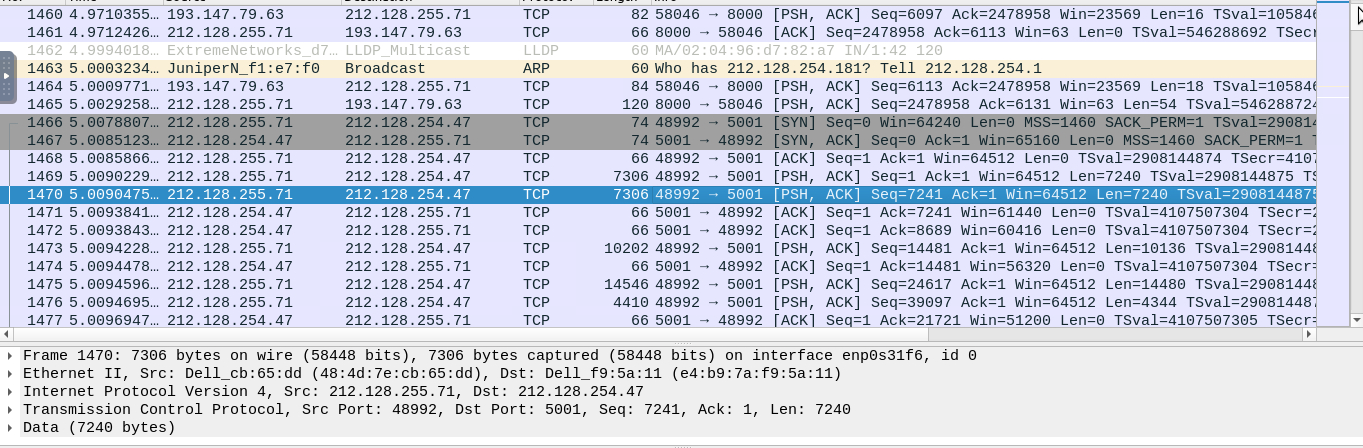 1460 4.9710355… 193.147.79.63 212.128.255.71 TCP 82 58046 → 8000 [PSH, ACK] Seq=6097 Ack=2478958 Win=23569 Len=16 TSval=105846
1461 4.9712426… 212.128.255.71 193.147.79.63 TCP 66 8000 → 58046 [ACK] Seq=2478958 Ack=6113 Win=63 Len=0 TSval=546288692 TSecr
1462 4.9994018… ExtremeNetworks_d7… LLDP_Multicast LLDP 60 MA/02:04:96:d7:82:a7 IN/1:42 120
1463 5.0003234… JuniperN_f1:e7:f0 Broadcast ARP 60 Who has 212.128.254.181? Tell 212.128.254.1
1464 5.0009771… 193.147.79.63 212.128.255.71 TCP 84 58046 → 8000 [PSH, ACK] Seq=6113 Ack=2478958 Win=23569 Len=18 TSval=105846
1465 5.0029258… 212.128.255.71 193.147.79.63 TCP 120 8000 → 58046 [PSH, ACK] Seq=2478958 Ack=6131 Win=63 Len=54 TSval=546288724
1466 5.0078807… 212.128.255.71 212.128.254.47 TCP 74 48992 → 5001 [SYN] Seq=0 Win=64240 Len=0 MSS=1460 SACK_PERM=1 TSval=290814
1467 5.0085123… 212.128.254.47 212.128.255.71 TCP 74 5001 → 48992 [SYN, ACK] Seq=0 Ack=1 Win=65160 Len=0 MSS=1460 SACK_PERM=1 T
1468 5.0085866… 212.128.255.71 212.128.254.47 TCP 66 48992 → 5001 [ACK] Seq=1 Ack=1 Win=64512 Len=0 TSval=2908144874 TSecr=4107
1469 5.0090229… 212.128.255.71 212.128.254.47 TCP 7306 48992 → 5001 [PSH, ACK] Seq=1 Ack=1 Win=64512 Len=7240 TSval=2908144875 TS
1470 5.0090475… 212.128.255.71 212.128.254.47 TCP 7306 48992 → 5001 [PSH, ACK] Seq=7241 Ack=1 Win=64512 Len=7240 TSval=2908144875
1471 5.0093841… 212.128.254.47 212.128.255.71 TCP 66 5001 → 48992 [ACK] Seq=1 Ack=7241 Win=61440 Len=0 TSval=4107507304 TSecr=2
1472 5.0093843… 212.128.254.47 212.128.255.71 TCP 66 5001 → 48992 [ACK] Seq=1 Ack=8689 Win=60416 Len=0 TSval=4107507304 TSecr=2
1473 5.0094228… 212.128.255.71 212.128.254.47 TCP 10202 48992 → 5001 [PSH, ACK] Seq=14481 Ack=1 Win=64512 Len=10136 TSval=29081448
1474 5.0094478… 212.128.254.47 212.128.255.71 TCP 66 5001 → 48992 [ACK] Seq=1 Ack=14481 Win=56320 Len=0 TSval=4107507304 TSecr=
1475 5.0094596… 212.128.255.71 212.128.254.47 TCP 14546 48992 → 5001 [PSH, ACK] Seq=24617 Ack=1 Win=64512 Len=14480 TSval=29081448
1476 5.0094695… 212.128.255.71 212.128.254.47 TCP 4410 48992 → 5001 [PSH, ACK] Seq=39097 Ack=1 Win=64512 Len=4344 TSval=290814487
1477 5.0096947… 212.128.254.47 212.128.255.71 TCP 66 5001 → 48992 [ACK] Seq=1 Ack=21721 Win=51200 Len=0 TSval=4107507305 TSecr=
Frame 1470: 7306 bytes on wire (58448 bits), 7306 bytes captured (58448 bits) on interface enp0s31f6, id 0
Ethernet II, Src: Dell_cb:65:dd (48:4d:7e:cb:65:dd), Dst: Dell_f9:5a:11 (e4:b9:7a:f9:5a:11)
Internet Protocol Version 4, Src: 212.128.255.71, Dst: 212.128.254.47
Transmission Control Protocol, Src Port: 48992, Dst Port: 5001, Seq: 7241, Ack: 1, Len: 7240
Data (7240 bytes)